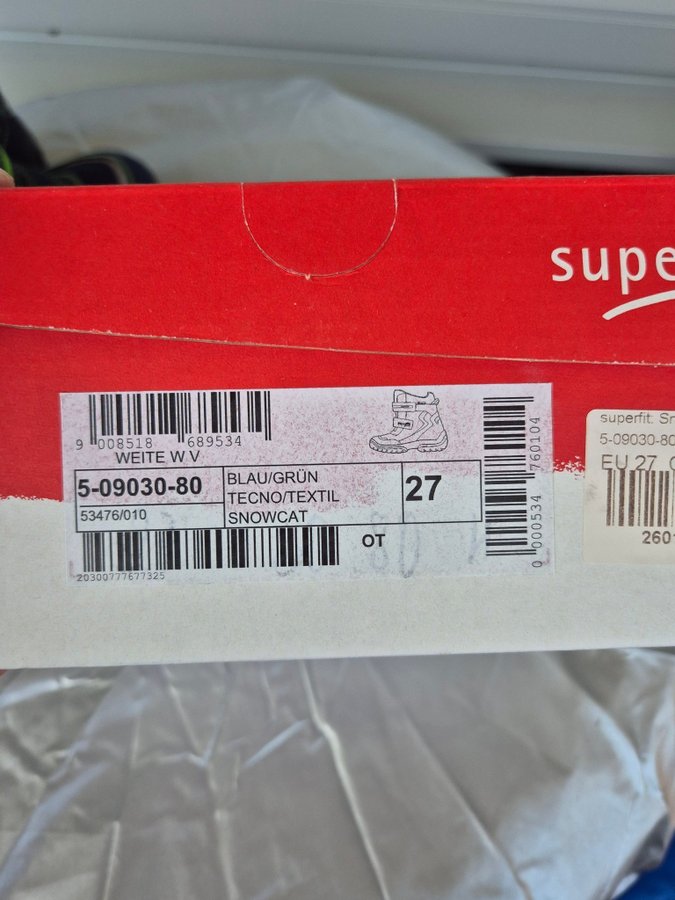 supe
9 008518 689534
WEITE W V
5-09030-80
53476/010
BLAU/GRÜN
TECNO/TEXTIL
SNOWCAT
27
OT
20300777677325
0 000534 760104
superfit. Sn
5-09030-80
EU 27
2601